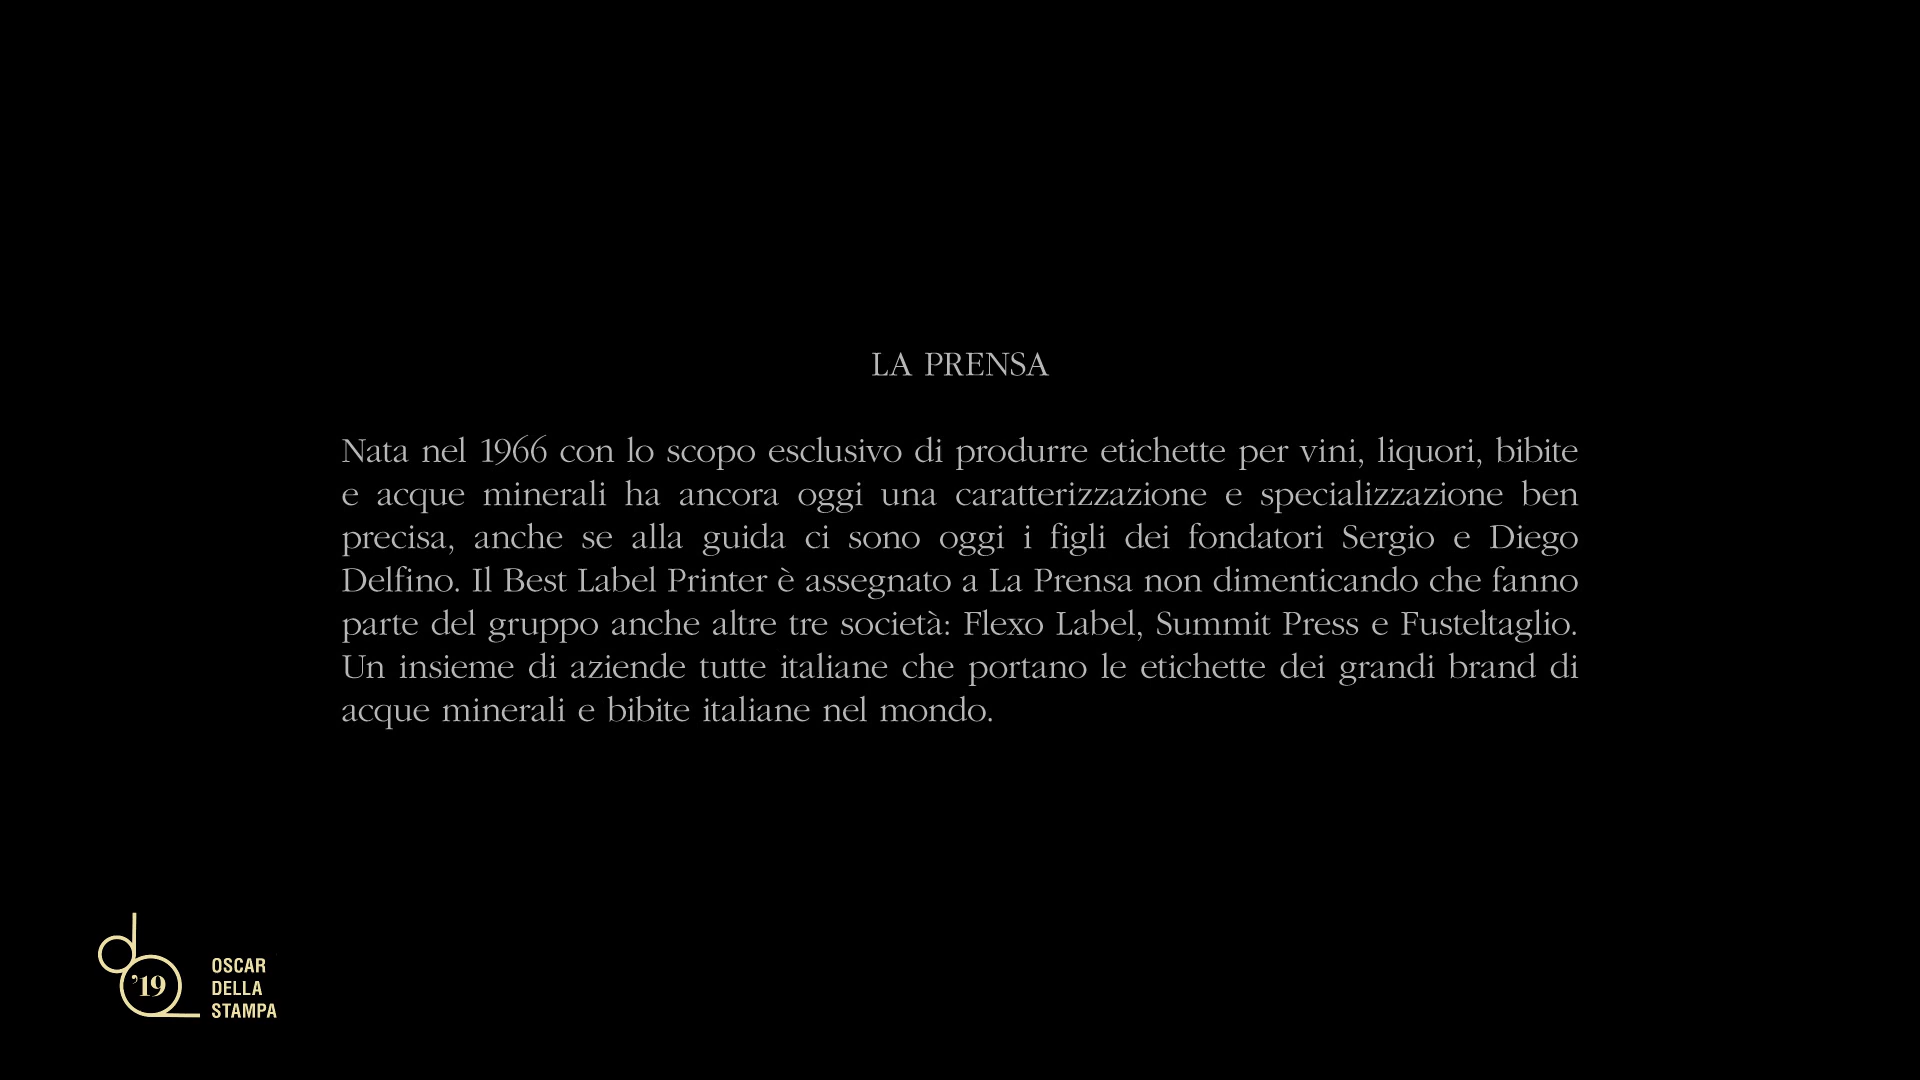 LA PRENSA
Nata nel 1966 con lo scopo esclusivo di produrre etichette per vini, liquori, bibite
e acque minerali ha ancora oggi una caratterizzazione e specializzazione ben
precisa, anche se alla guida ci sono oggi i figli dei fondatori Sergio e Diego
Delfino. Il Best Label Printer è assegnato a La Prensa non dimenticando che fanno
parte del gruppo anche altre tre società: Flexo Label, Summit Press e Fusteltaglio.
Un insieme di aziende tutte italiane che portano le etichette dei grandi brand di
acque minerali e bibite italiane nel mondo.
’19
OSCAR
DELLA
STAMPA